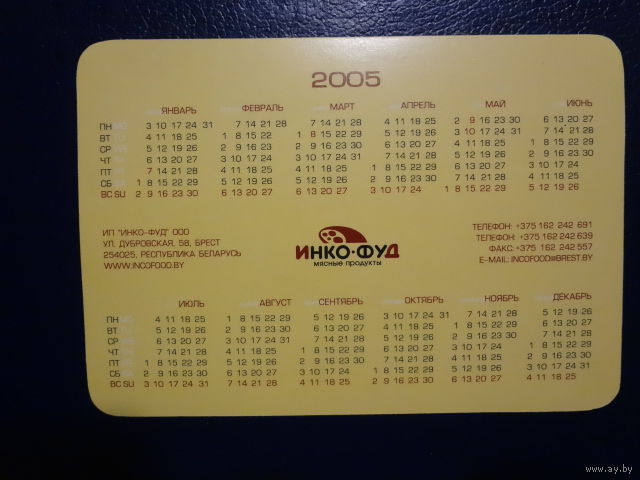 2005
ЯНВАРЬ ФЕВРАЛЬ МАРТ АПРЕЛЬ МАЙ ИЮНЬ
ПН MO 3 10 17 24 31 7 14 21 28 7 14 21 28 4 11 18 25 2 9 16 23 30 6 13 20 27
ВТ TU 4 11 18 25 1 8 15 22 1 8 15 22 29 5 12 19 26 3 10 17 24 31 7 14 21 28
СР 5 12 19 26 2 9 16 23 2 9 16 23 30 6 13 20 27 4 11 18 25 1 8 15 22 29
ЧТ 6 13 20 27 3 10 17 24 3 10 17 24 31 7 14 21 28 5 12 19 26 2 9 16 23 30
ПТ 7 14 21 28 4 11 18 25 4 11 18 25 1 8 15 22 29 6 13 20 27 3 10 17 24
СБ 1 8 15 22 29 5 12 19 26 5 12 19 26 2 9 16 23 30 7 14 21 28 4 11 18 25
ВС SU 2 9 16 23 30 6 13 20 27 6 13 20 27 3 10 17 24 1 8 15 22 29 5 12 19 26
ИП "ИНКО-ФУД" ООО
УЛ. ДУБРОВСКАЯ, 58, БРЕСТ
254025, РЕСПУБЛИКА БЕЛАРУСЬ
WWW.INCOFOOD.BY
ИНКО·ФУД
МЯСНЫЕ ПРОДУКТЫ
ТЕЛЕФОН: +375 162 242 691
ТЕЛЕФОН: +375 162 242 639
ФАКС: +375 162 242 557
E-MAIL: INCOFOOD@BREST.BY
ИЮЛЬ АВГУСТ СЕНТЯБРЬ ОКТЯБРЬ НОЯБРЬ ДЕКАБРЬ
ПН 4 11 18 25 1 8 15 22 29 5 12 19 26 3 10 17 24 31 7 14 21 28 5 12 19 26
ВТ 5 12 19 26 2 9 16 23 30 6 13 20 27 4 11 18 25 1 8 15 22 29 6 13 20 27
СР 6 13 20 27 3 10 17 24 31 7 14 21 28 5 12 19 26 2 9 16 23 30 7 14 21 28
ЧТ 7 14 21 28 4 11 18 25 1 8 15 22 29 6 13 20 27 3 10 17 24 1 8 15 22 29
ПТ 1 8 15 22 29 5 12 19 26 2 9 16 23 30 7 14 21 28 4 11 18 25 2 9 16 23 30
СБ 2 9 16 23 30 6 13 20 27 3 10 17 24 1 8 15 22 29 5 12 19 26 3 10 17 24 31
ВС SU 3 10 17 24 31 7 14 21 28 4 11 18 25 2 9 16 23 30 6 13 20 27 4 11 18 25
www.ay.by